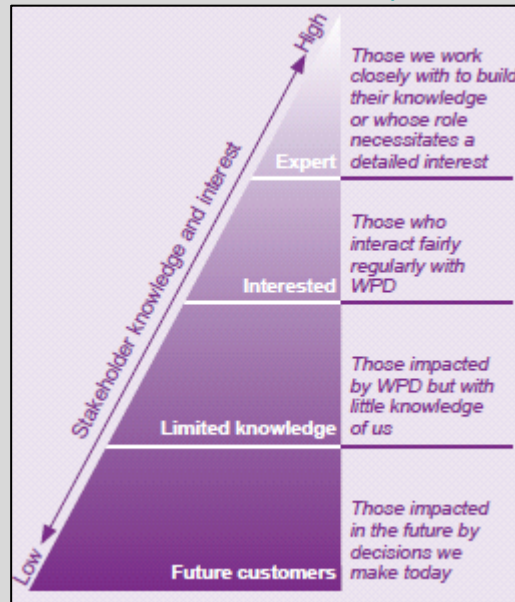 High
Stakeholder knowledge and interest
Low
Those we work
closely with to build
their knowledge
or whose role
necessitates a
detailed interest
Expert
Those who
interact fairly
regularly with
WPD
Interested
Those impacted
by WPD but with
little knowledge
of us
Limited knowledge
Those impacted
in the future by
decisions we
make today
Future customers